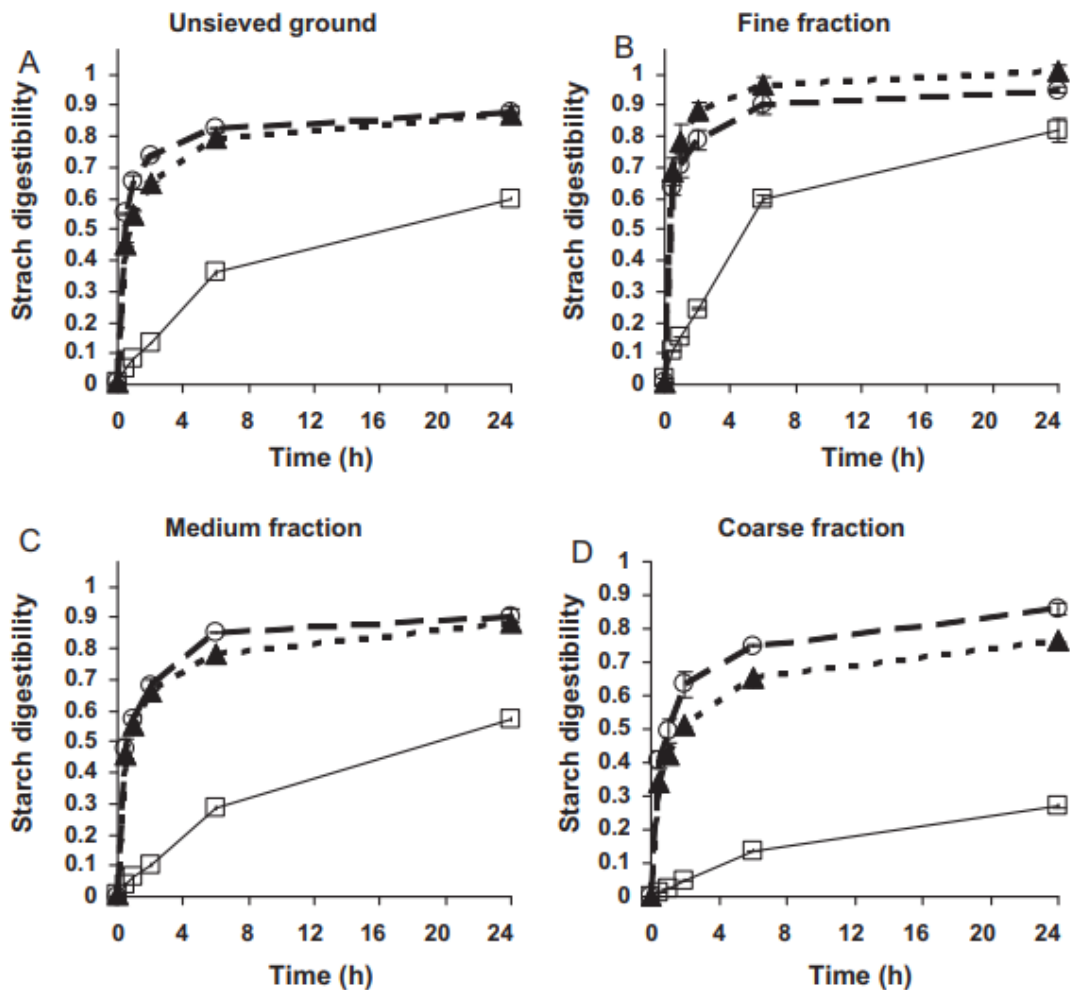 Unsieved ground
A
1
0.9
0.8
0.7
0.6
0.5
0.4
0.3
0.2
0.1
0
Strach digestibility
0 4 8 12 16 20 24
Time (h)
Fine fraction
B
1
0.9
0.8
0.7
0.6
0.5
0.4
0.3
0.2
0.1
0
Strach digestibility
0 4 8 12 16 20 24
Time (h)
Medium fraction
C
1
0.9
0.8
0.7
0.6
0.5
0.4
0.3
0.2
0.1
0
Starch digestibility
0 4 8 12 16 20 24
Time (h)
Coarse fraction
D
1
0.9
0.8
0.7
0.6
0.5
0.4
0.3
0.2
0.1
0
Starch digestibility
0 4 8 12 16 20 24
Time (h)